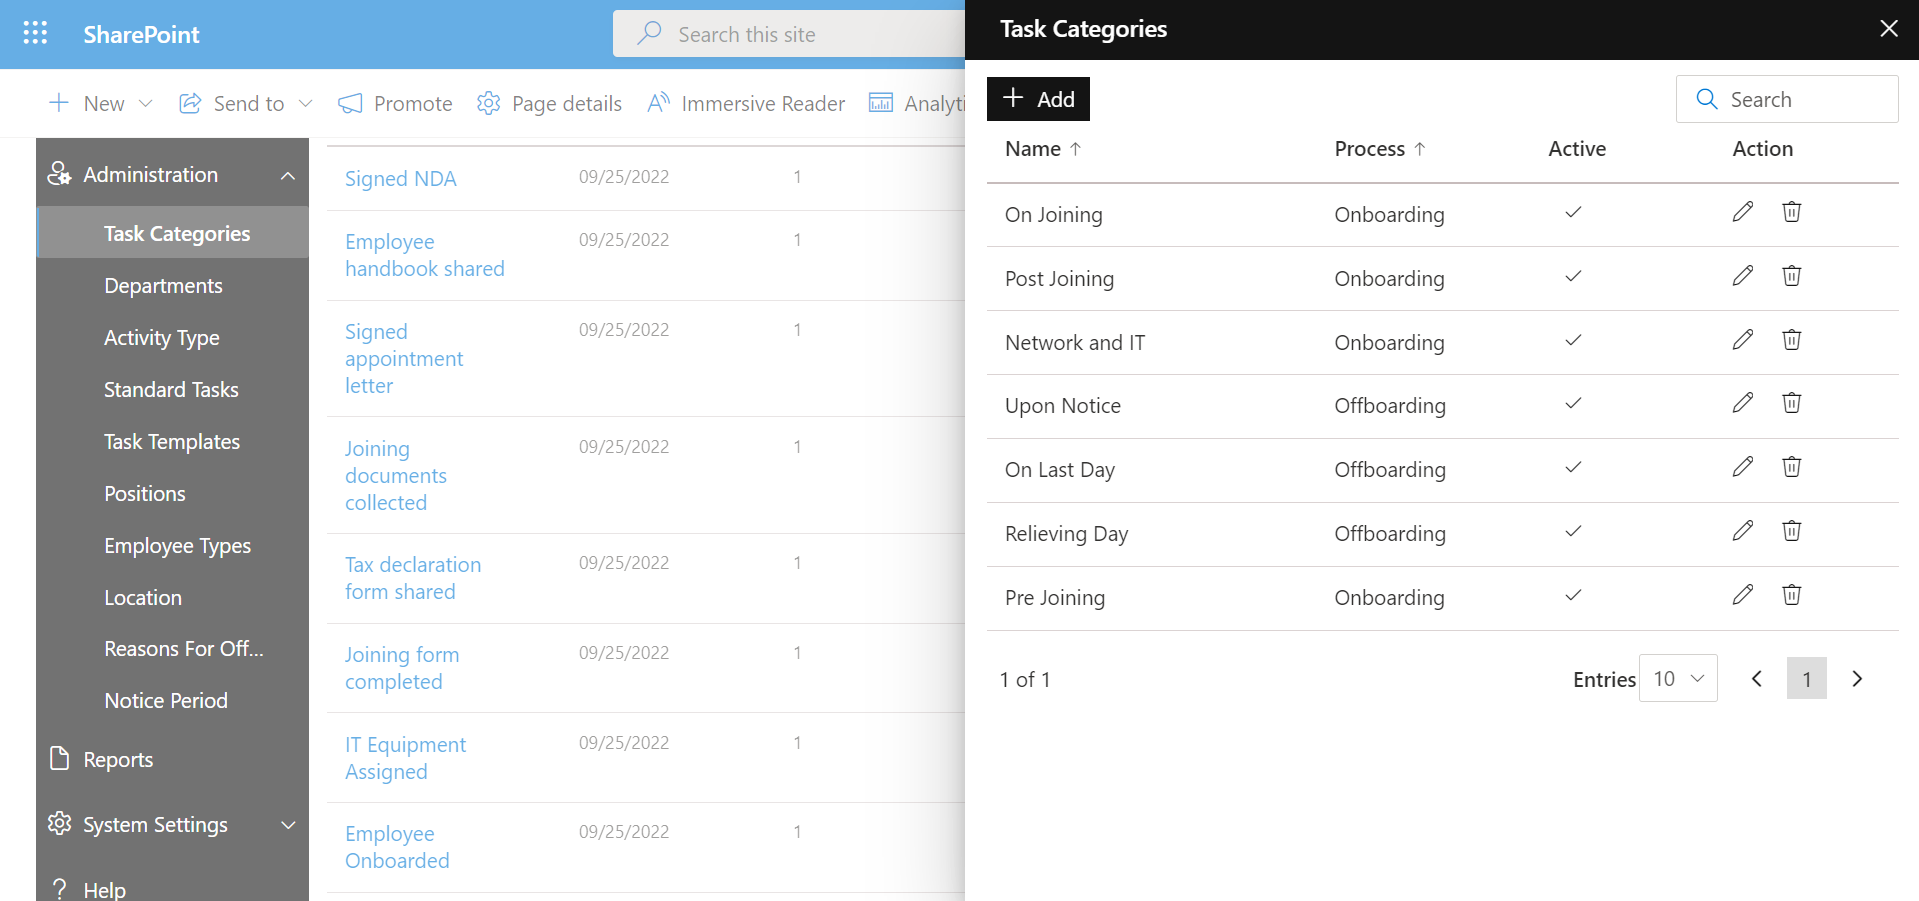 SharePoint
Search this site
New
Send to
Promote
Page details
Immersive Reader
Analyti
Administration
Task Categories
Departments
Activity Type
Standard Tasks
Task Templates
Positions
Employee Types
Location
Reasons For Off...
Notice Period
Reports
System Settings
? Help
Signed NDA 09/25/2022 1
Employee 09/25/2022 1
handbook shared
Signed 09/25/2022 1
appointment
letter
Joining 09/25/2022 1
documents
collected
Tax declaration 09/25/2022 1
form shared
Joining form 09/25/2022 1
completed
IT Equipment 09/25/2022 1
Assigned
Employee 09/25/2022 1
Onboarded
Task Categories
+ Add
Search
Name ↑ Process ↑ Active Action
On Joining Onboarding
Post Joining Onboarding
Network and IT Onboarding
Upon Notice Offboarding
On Last Day Offboarding
Relieving Day Offboarding
Pre Joining Onboarding
1 of 1
Entries 10
1